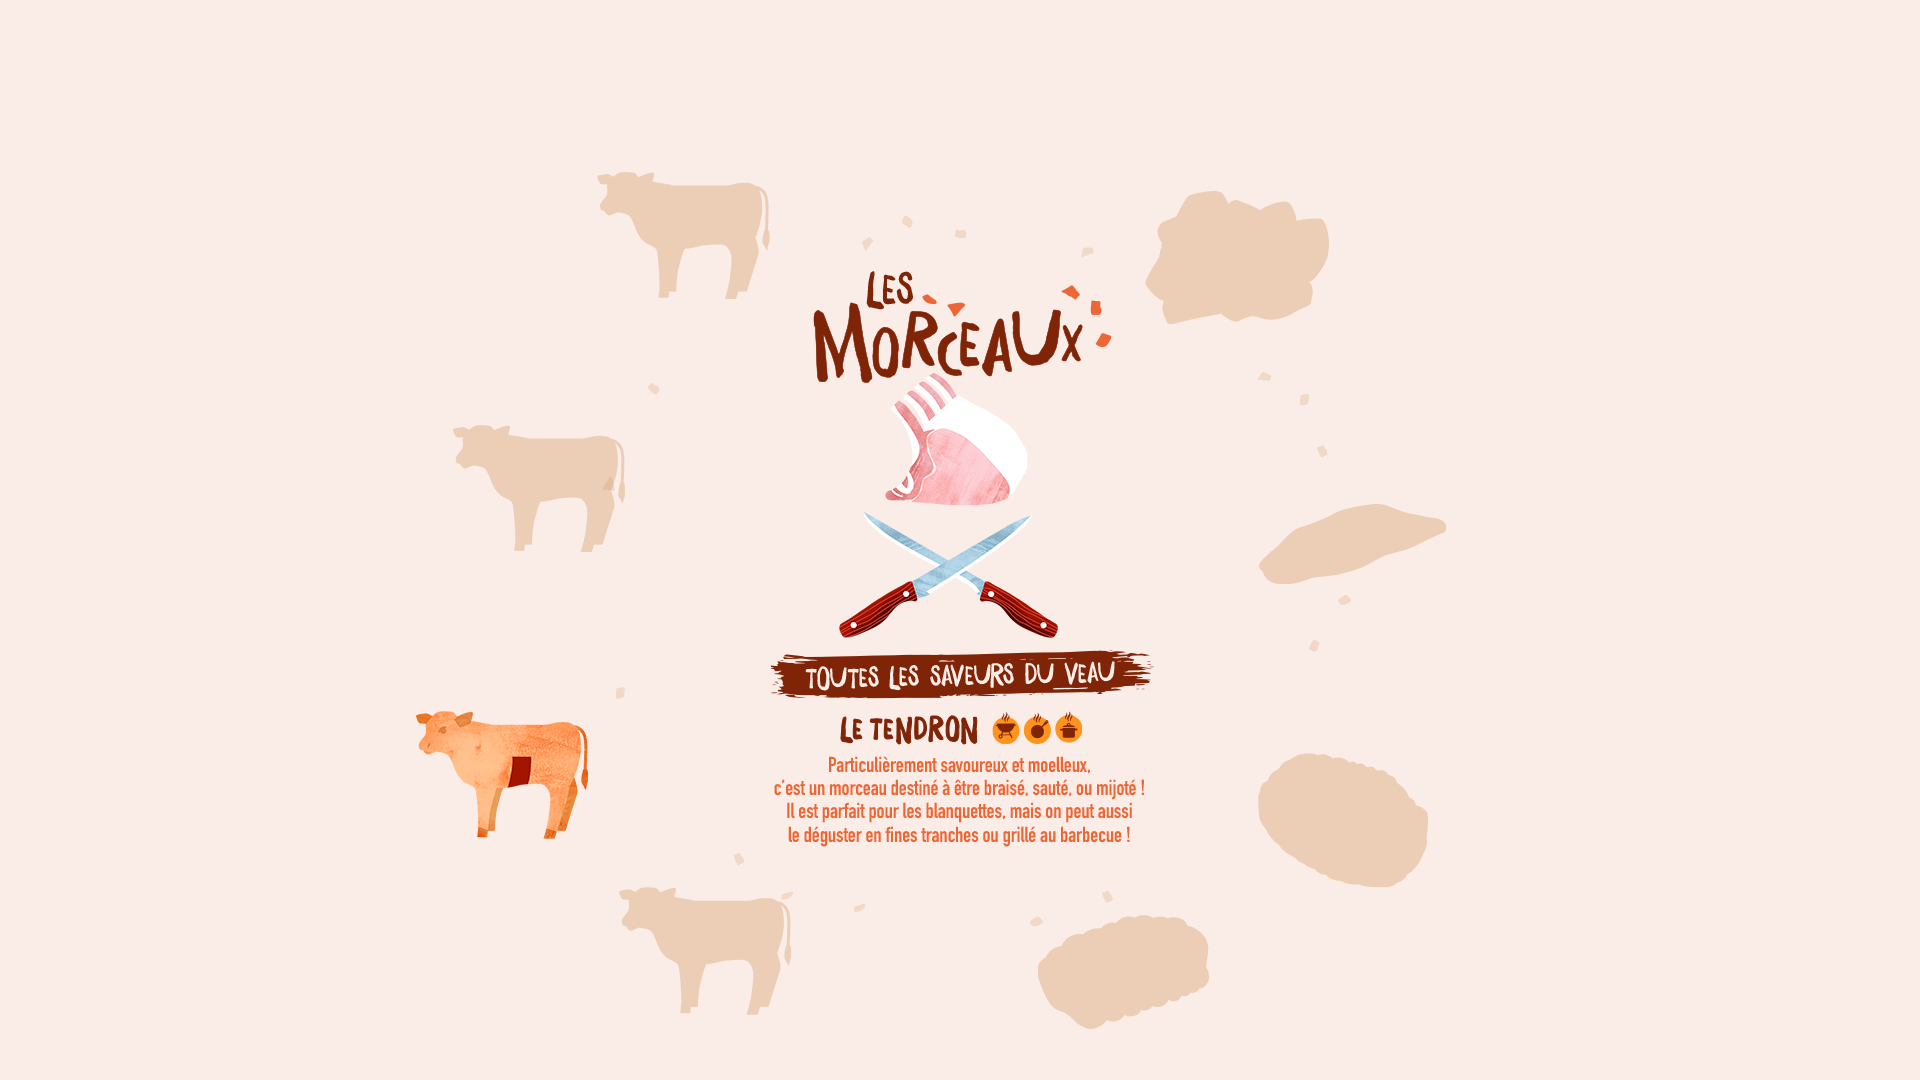 LES
MORCEAUX
TOUTES LES SAVEURS DU VEAU
LE TENDRON
Particulièrement savoureux et moelleux,
c'est un morceau destiné à être braisé, sauté, ou mijoté !
Il est parfait pour les blanquettes, mais on peut aussi
le déguster en fines tranches ou grillé au barbecue !